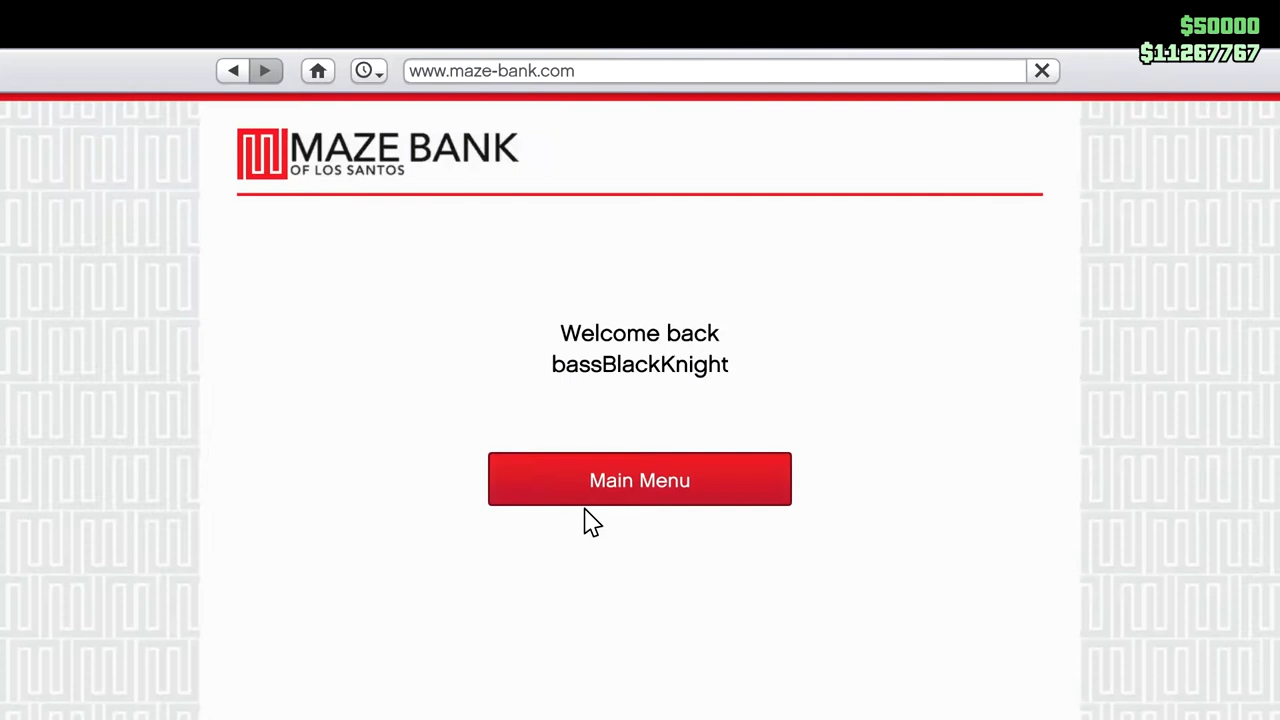 $50000
$11267767
www.maze-bank.com
MAZE BANK
OF LOS SANTOS
Welcome back
bassBlackKnight
Main Menu